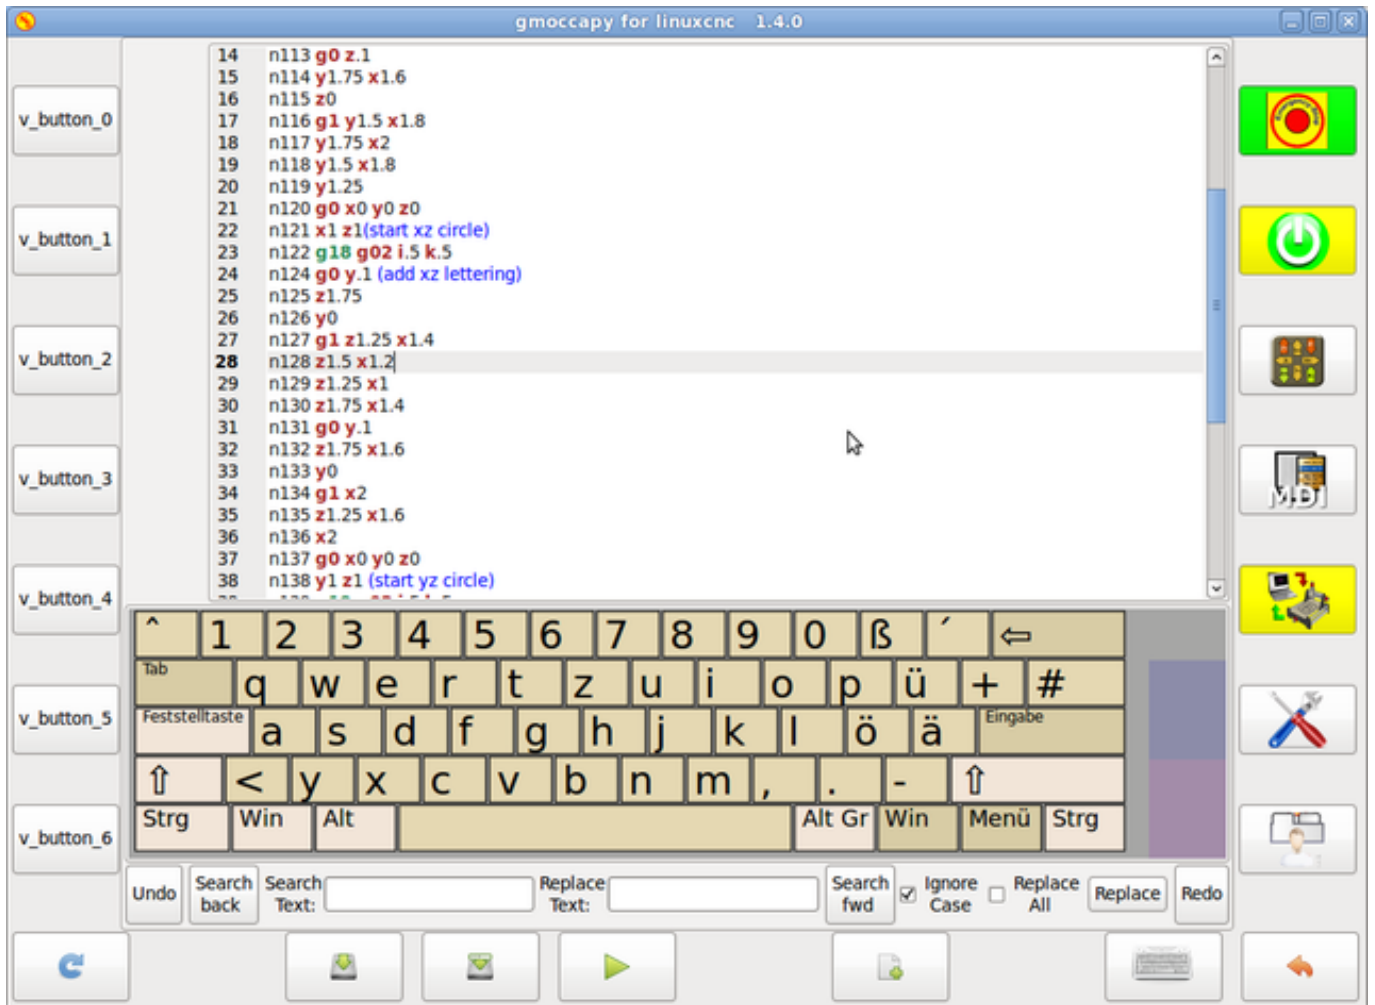 gmoccapy for linuxcnc 1.4.0
14 n113 g0 z.1
15 n114 y1.75 x1.6
16 n115 z0
17 n116 g1 y1.5 x1.8
18 n117 y1.75 x2
19 n118 y1.5 x1.8
20 n119 y1.25
21 n120 g0 x0 y0 z0
22 n121 x1 z1(start xz circle)
23 n122 g18 g02 i.5 k.5
24 n124 g0 y.1 (add xz lettering)
25 n125 z1.75
26 n126 y0
27 n127 g1 z1.25 x1.4
28 n128 z1.5 x1.2
29 n129 z1.25 x1
30 n130 z1.75 x1.4
31 n131 g0 y.1
32 n132 z1.75 x1.6
33 n133 y0
34 n134 g1 x2
35 n135 z1.25 x1.6
36 n136 x2
37 n137 g0 x0 y0 z0
38 n138 y1 z1 (start yz circle)
v_button_0
v_button_1
v_button_2
v_button_3
v_button_4
v_button_5
v_button_6
MDI
^ 1 2 3 4 5 6 7 8 9 0 ß ´ ⇦
Tab q w e r t z u i o p ü + #
Feststelltaste a s d f g h j k l ö ä Eingabe
⇧ < y x c v b n m , . - ⇧
Strg Win Alt Alt Gr Win Menü Strg
Undo
Search
back
Search
Text:
Replace
Text:
Search
fwd
Ignore
Case
Replace
All
Replace
Redo